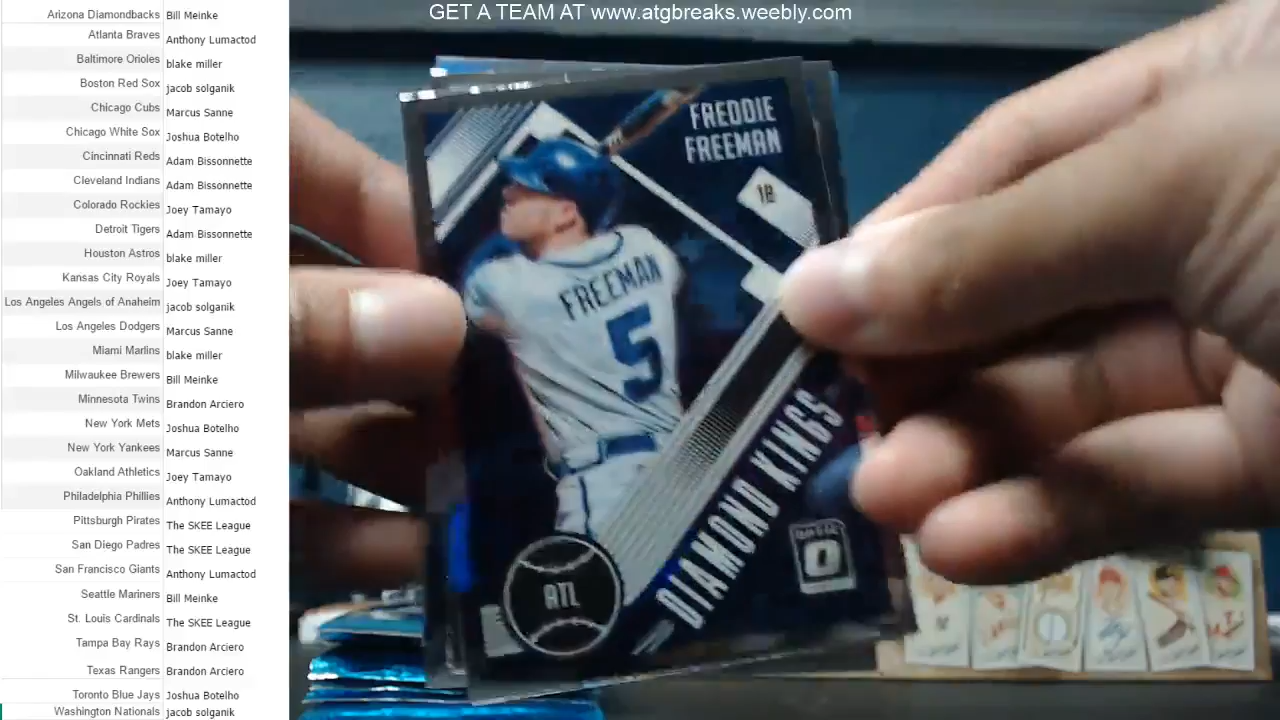 GET A TEAM AT www.atgbreaks.weebly.com
Arizona Diamondbacks Bill Meinke
Atlanta Braves Anthony Lumactod
Baltimore Orioles blake miller
Boston Red Sox jacob solganik
Chicago Cubs Marcus Sanne
Chicago White Sox Joshua Botelho
Cincinnati Reds Adam Bissonnette
Cleveland Indians Adam Bissonnette
Colorado Rockies Joey Tamayo
Detroit Tigers Adam Bissonnette
Houston Astros blake miller
Kansas City Royals Joey Tamayo
Los Angeles Angels of Anaheim jacob solganik
Los Angeles Dodgers Marcus Sanne
Miami Marlins blake miller
Milwaukee Brewers Bill Meinke
Minnesota Twins Brandon Arciero
New York Mets Joshua Botelho
New York Yankees Marcus Sanne
Oakland Athletics Joey Tamayo
Philadelphia Phillies Anthony Lumactod
Pittsburgh Pirates The SKEE League
San Diego Padres The SKEE League
San Francisco Giants Anthony Lumactod
Seattle Mariners Bill Meinke
St. Louis Cardinals The SKEE League
Tampa Bay Rays Brandon Arciero
Texas Rangers Brandon Arciero
Toronto Blue Jays Joshua Botelho
Washington Nationals jacob solganik
FREDDIE
FREEMAN
1B
FREEMAN
5
DIAMOND KINGS
ATL